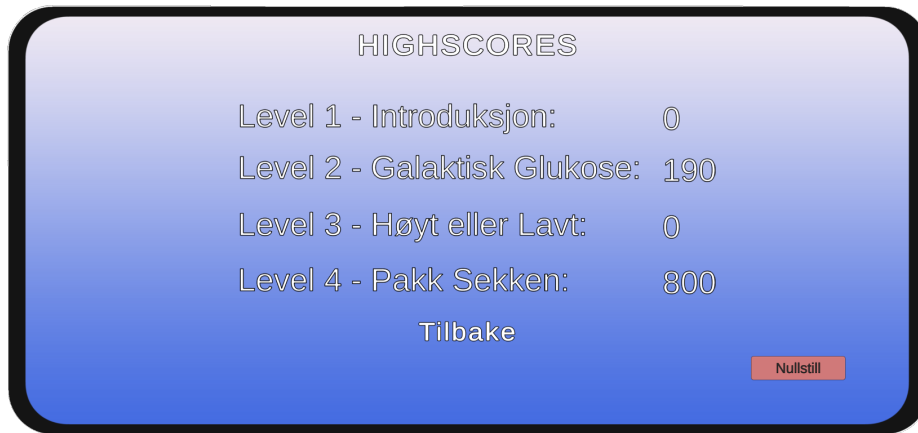 HIGHSCORES
Level 1 - Introduksjon: 0
Level 2 - Galaktisk Glukose: 190
Level 3 - Høyt eller Lavt: 0
Level 4 - Pakk Sekken: 800
Tilbake
Nullstill